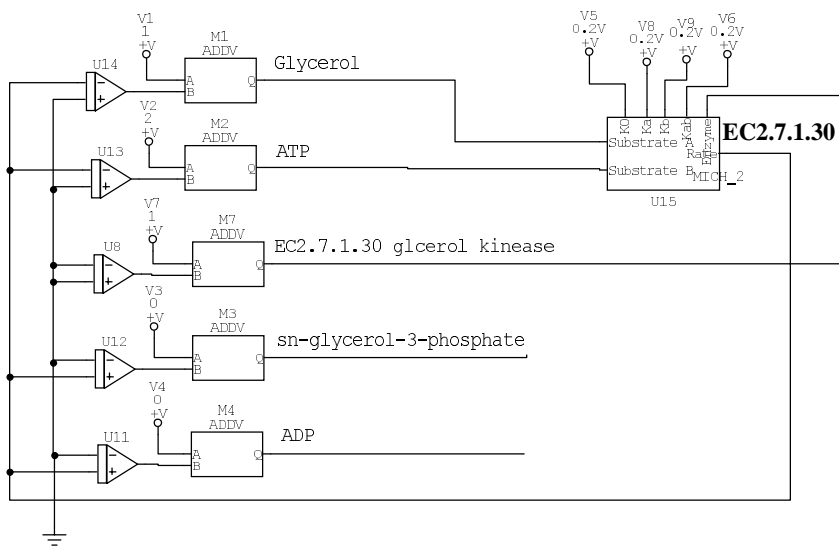 V1
1
+V
M1
ADDV
A
B
Q
U14
Glycerol
V5
0.2V
+V
V8
0.2V
+V
V9
0.2V
+V
V6
0.2V
+V
K0
Ka
Kb
Kab
Enzyme
EC2.7.1.30
Substrate A
Rate
Substrate B
MICH_2
U15
V2
2
+V
M2
ADDV
A
B
Q
U13
ATP
V7
1
+V
M7
ADDV
A
B
Q
U8
EC2.7.1.30 glcerol kinease
V3
0
+V
M3
ADDV
A
B
Q
U12
sn-glycerol-3-phosphate
V4
0
+V
M4
ADDV
A
B
Q
U11
ADP